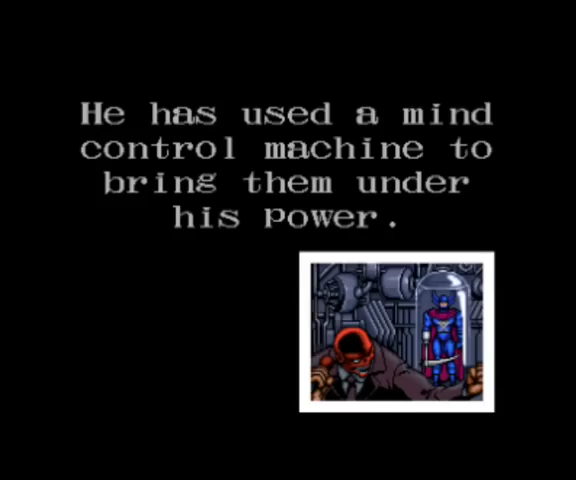 He has used a mind
control machine to
bring them under
his power.